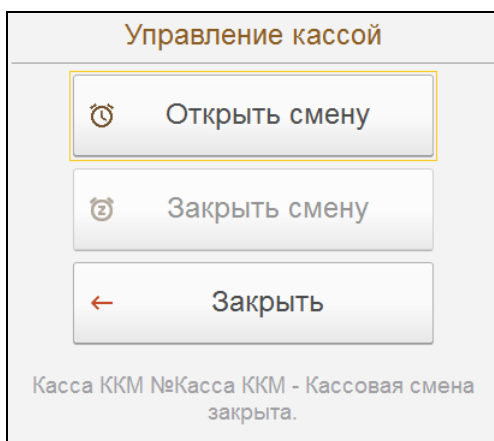 Управление кассой
Открыть смену
Закрыть смену
Закрыть
Касса ККМ №Касса ККМ - Кассовая смена
закрыта.